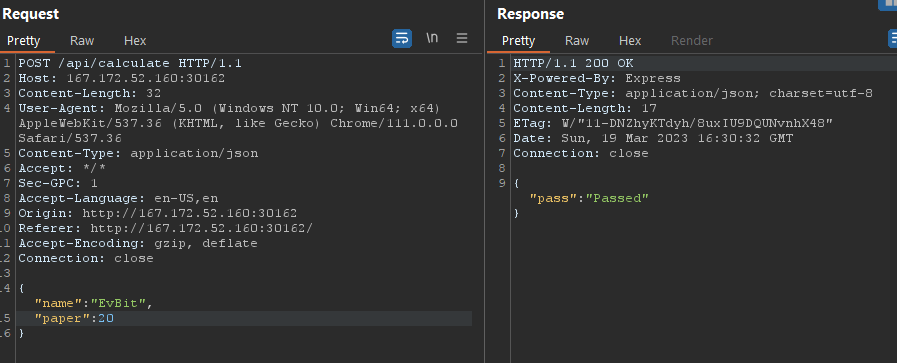 Request
Pretty Raw Hex
\n
1 POST /api/calculate HTTP/1.1
2 Host: 167.172.52.160:30162
3 Content-Length: 32
4 User-Agent: Mozilla/5.0 (Windows NT 10.0; Win64; x64)
AppleWebKit/537.36 (KHTML, like Gecko) Chrome/111.0.0.0
Safari/537.36
5 Content-Type: application/json
6 Accept: */*
7 Sec-GPC: 1
8 Accept-Language: en-US,en
9 Origin: http://167.172.52.160:30162
10 Referer: http://167.172.52.160:30162/
11 Accept-Encoding: gzip, deflate
12 Connection: close
13
14 {
"name":"EvBit",
15 "paper":20
16 }
Response
Pretty Raw Hex Render
1 HTTP/1.1 200 OK
2 X-Powered-By: Express
3 Content-Type: application/json; charset=utf-8
4 Content-Length: 17
5 ETag: W/"11-DNZhyKTdyh/8uxIU9DQUNvnhX48"
6 Date: Sun, 19 Mar 2023 16:30:32 GMT
7 Connection: close
8
9 {
"pass":"Passed"
}